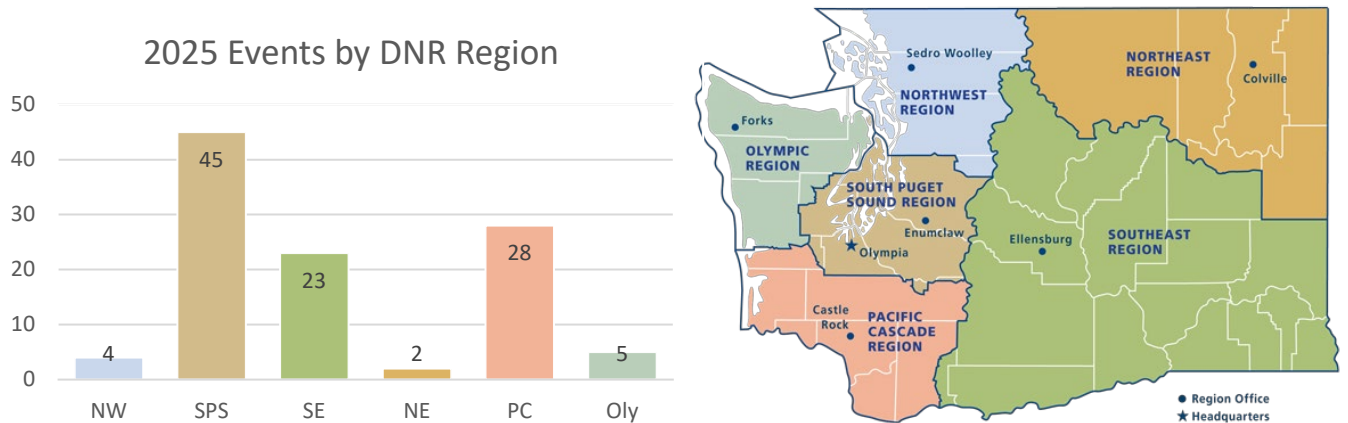 2025 Events by DNR Region
50
40
30
20
10
0
4
45
23
2
28
5
NW
SPS
SE
NE
PC
Oly
Sedro Woolley
NORTHWEST
REGION
NORTHEAST
REGION
Colville
Forks
OLYMPIC
REGION
SOUTH PUGET
SOUND REGION
Enumclaw
Olympia
Ellensburg
SOUTHEAST
REGION
Castle
Rock
PACIFIC
CASCADE
REGION
Region Office
Headquarters